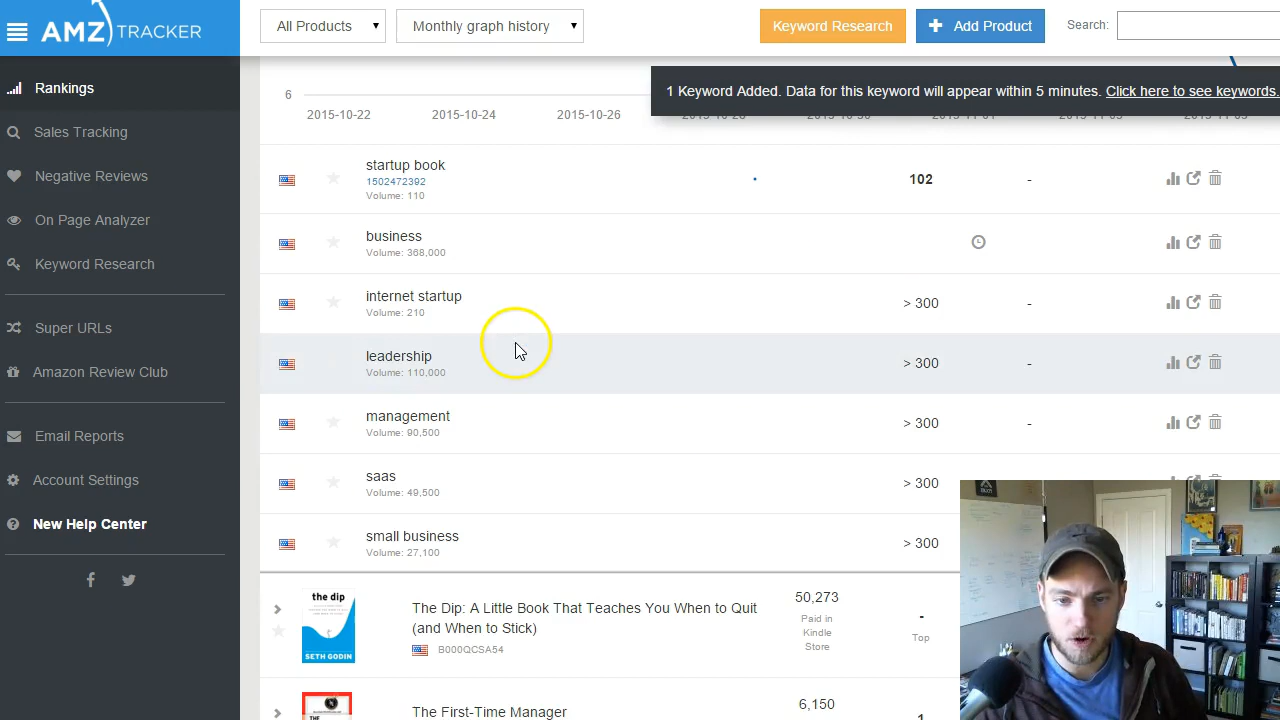 AMZ TRACKER
All Products
Monthly graph history
Keyword Research
+ Add Product
Search:
1 Keyword Added. Data for this keyword will appear within 5 minutes. Click here to see keywords.
Rankings
Sales Tracking
Negative Reviews
On Page Analyzer
Keyword Research
Super URLs
Amazon Review Club
Email Reports
Account Settings
New Help Center
6
2015-10-22 2015-10-24 2015-10-26
startup book
1502472392
Volume: 110
102
-
business
Volume: 368,000
internet startup
Volume: 210
> 300
-
leadership
Volume: 110,000
> 300
-
management
Volume: 90,500
> 300
-
saas
Volume: 49,500
> 300
small business
Volume: 27,100
> 300
the dip
SETH GODIN
The Dip: A Little Book That Teaches You When to Quit
(and When to Stick)
B000QCSA54
50,273
Paid in
Kindle
Store
-
Top
THE
The First-Time Manager
6,150
1